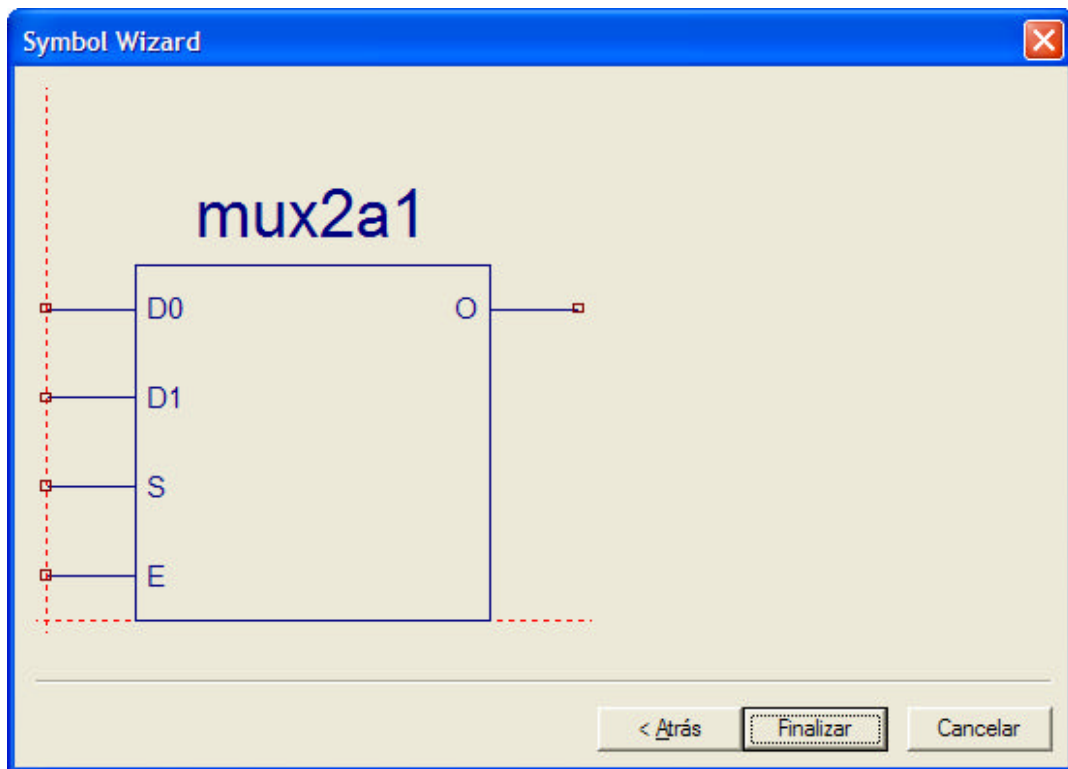 Symbol Wizard
mux2a1
D0 O
D1
S
E
< Atrás Finalizar Cancelar